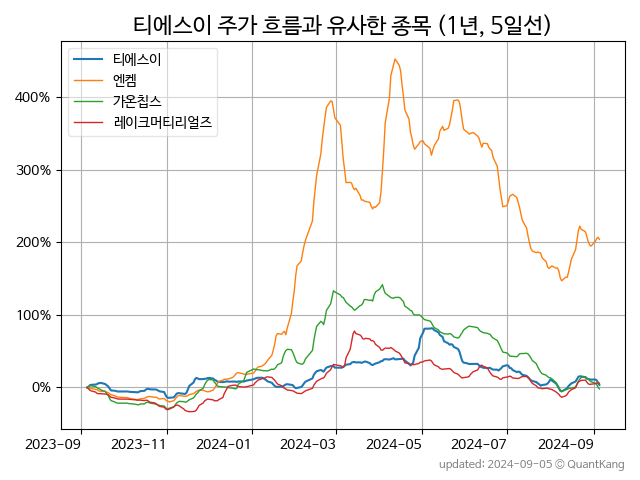 티에스이 주가 흐름과 유사한 종목 (1년, 5일선)
티에스이
엔켐
가온칩스
레이크머티리얼즈
400%
300%
200%
100%
0%
2023-09 2023-11 2024-01 2024-03 2024-05 2024-07 2024-09
updated: 2024-09-05 © QuantKang